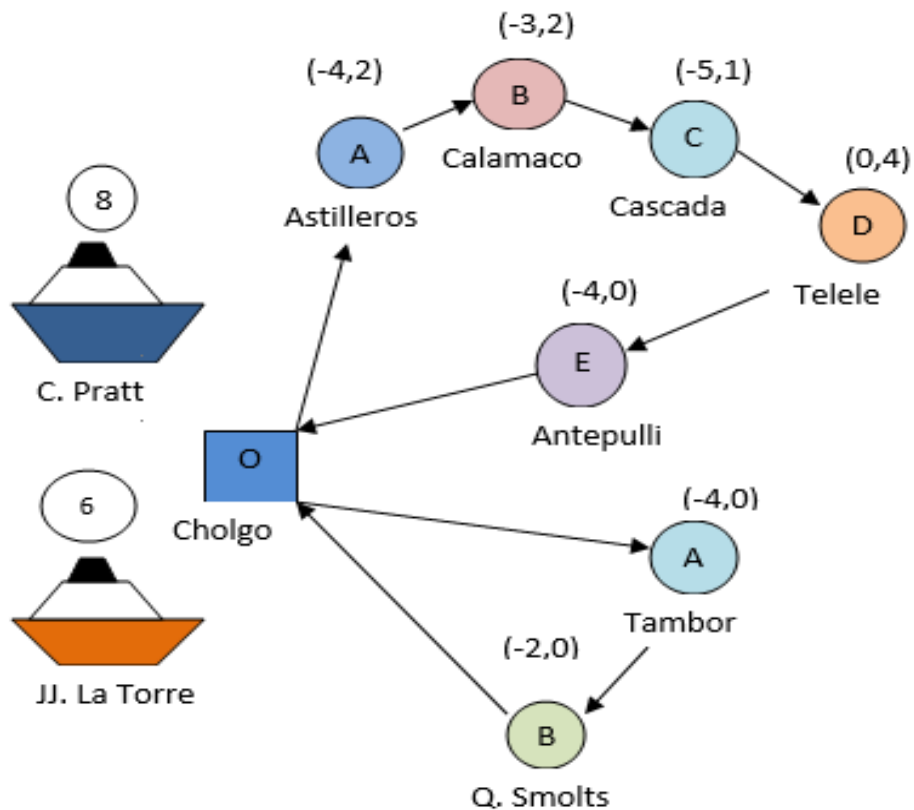 (-3,2)
(-4,2)
(-5,1)
B
A
C
Calamaco
(0,4)
8
Astilleros
Cascada
D
(-4,0)
Telele
E
C. Pratt
Antepulli
O
(-4,0)
6
Cholgo
A
Tambor
(-2,0)
JJ. La Torre
B
Q. Smolts